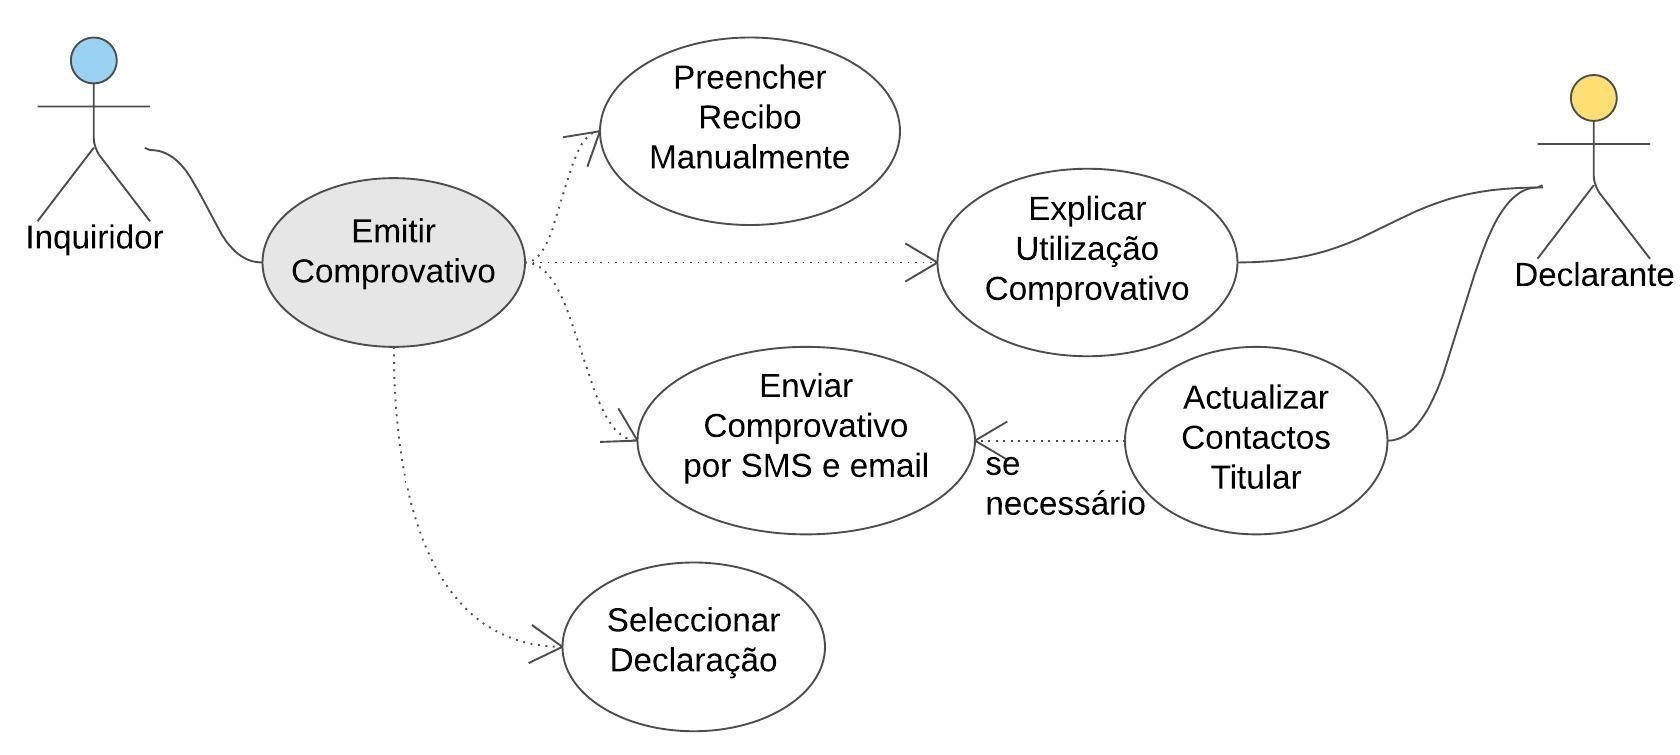 Inquiridor
Emitir
Comprovativo
Preencher
Recibo
Manualmente
Explicar
Utilização
Comprovativo
Declarante
Enviar
Comprovativo
por SMS e email
se
necessário
Actualizar
Contactos
Titular
Seleccionar
Declaração